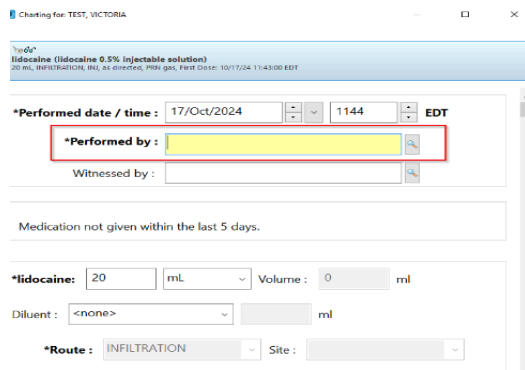 Charting for: TEST, VICTORIA
lidocaine (lidocaine 0.5% injectable solution)
20 mL, INFILTRATION, INJ, as directed, PRN gas, First Dose: 10/17/24 11:43:00 EDT
*Performed date / time : 17/Oct/2024 1144 EDT
*Performed by :
Witnessed by :
Medication not given within the last 5 days.
*lidocaine: 20 mL Volume : 0 ml
Diluent : <none> ml
*Route : INFILTRATION Site :